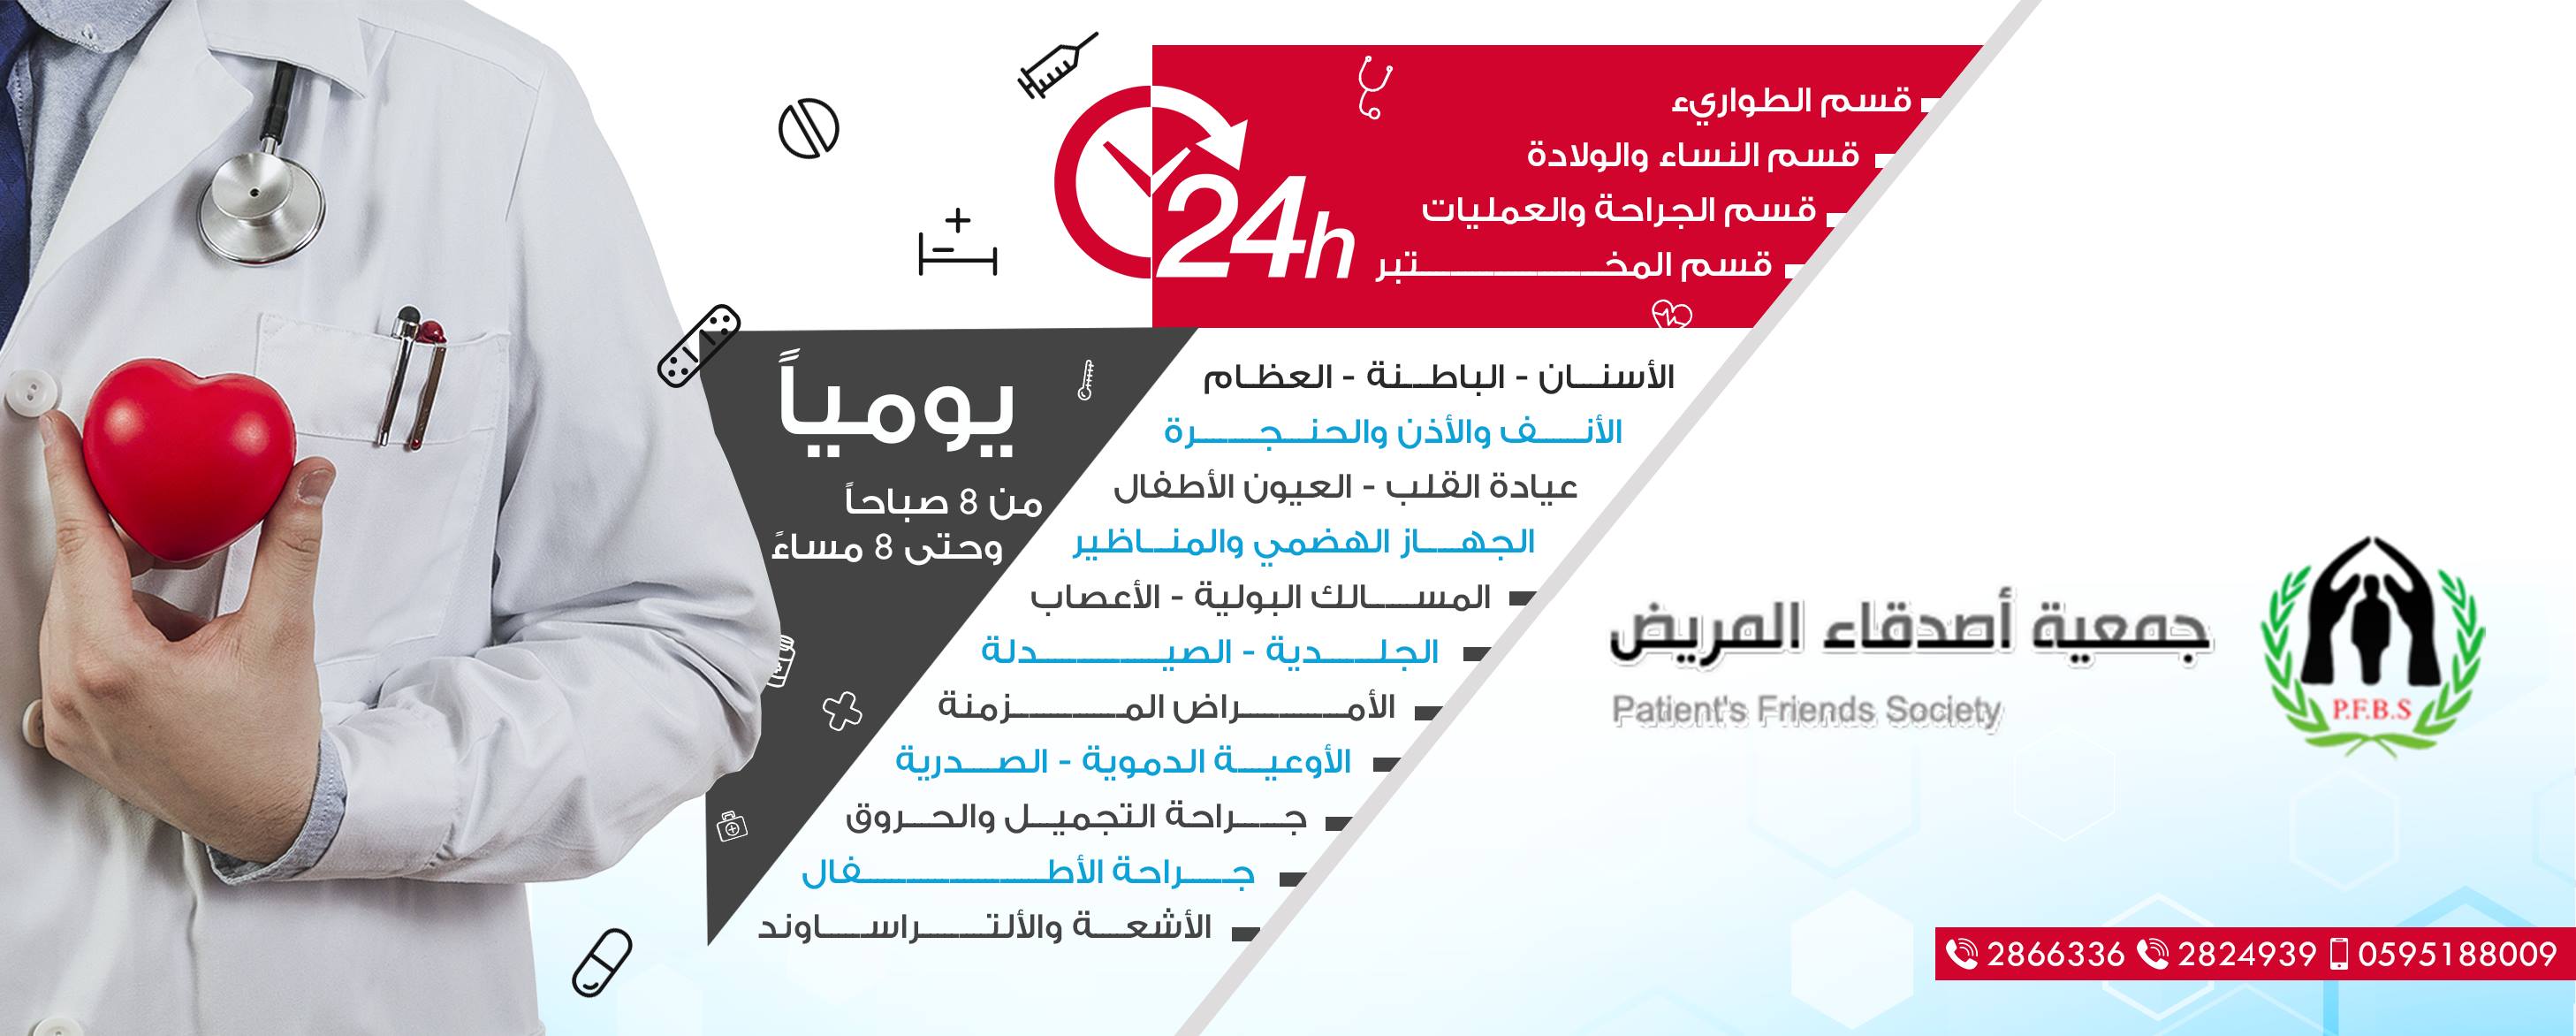 قسم الطواريء
قسم النساء والولادة
قسم الجراحة والعمليات
قسم المختبر
24h
الأسنان - الباطنة - العظام
الأنف والأذن والحنجرة
عيادة القلب - العيون الأطفال
الجهاز الهضمي والمناظير
المسالك البولية - الأعصاب
الجلدية - الصيدلة
الأمراض المزمنة
الأوعية الدموية - الصدرية
جراحة التجميل والحروق
جراحة الأطفال
الأشعة والألتراساوند
يومياً
من 8 صباحاً
وحتى 8 مساءً
جمعية أصدقاء المريض
Patient's Friends Society
P.F.B.S
2866336 2824939 0595188009